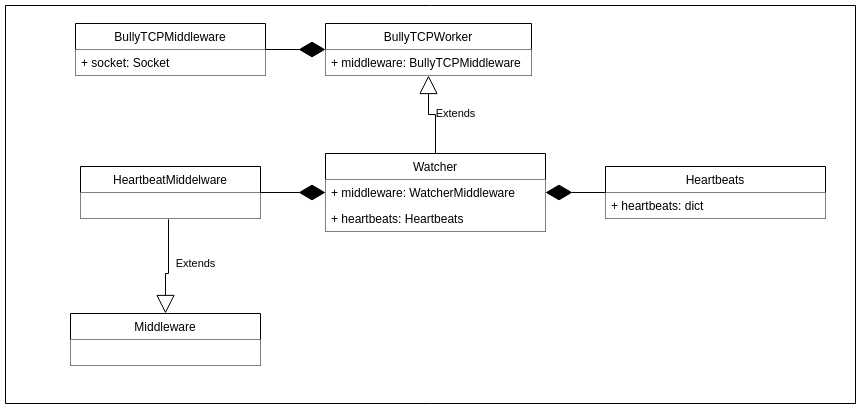 BullyTCPMiddleware
+ socket: Socket
BullyTCPWorker
+ middleware: BullyTCPMiddleware
Extends
HeartbeatMiddelware
Watcher
+ middleware: WatcherMiddleware
+ heartbeats: Heartbeats
Heartbeats
+ heartbeats: dict
Extends
Middleware